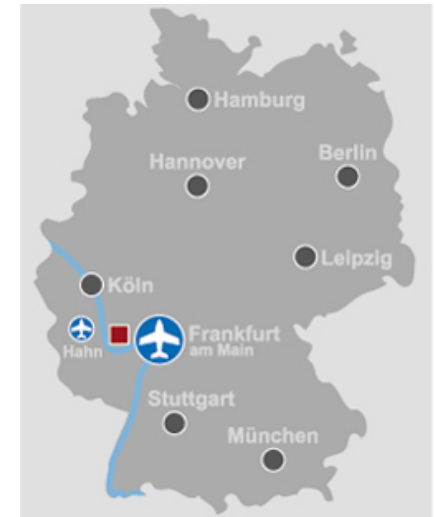 Hamburg
Berlin
Hannover
Leipzig
Köln
Frankfurt
am Main
Hahn
Stuttgart
München